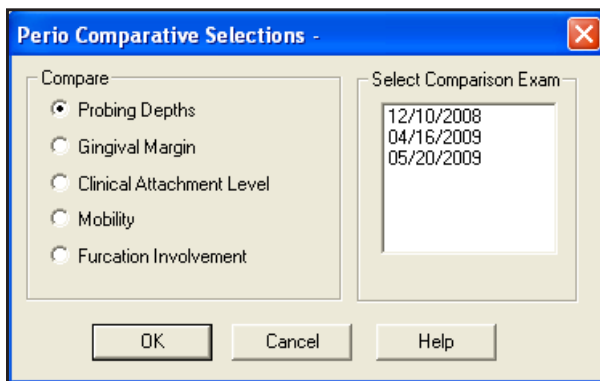 Perio Comparative Selections -
Compare
Probing Depths
Gingival Margin
Clinical Attachment Level
Mobility
Furcation Involvement
Select Comparison Exam
12/10/2008
04/16/2009
05/20/2009
OK
Cancel
Help